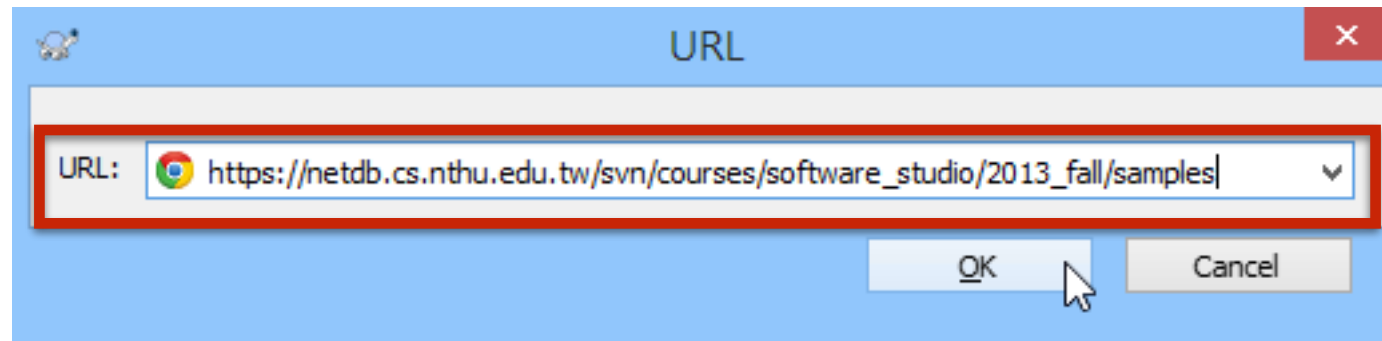 URL
URL: https://netdb.cs.nthu.edu.tw/svn/courses/software_studio/2013_fall/samples
OK Cancel